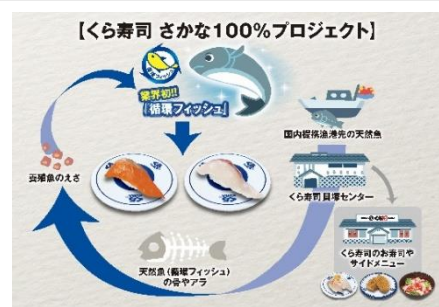 【くら寿司 さかな100%プロジェクト】
業界初!!
「循環フィッシュ」
国内提携漁港先の天然魚
養殖魚のえさ
くら寿司貝塚センター
くら寿司のお寿司や
サイドメニュー
天然魚(循環フィッシュ)
の骨やアラ